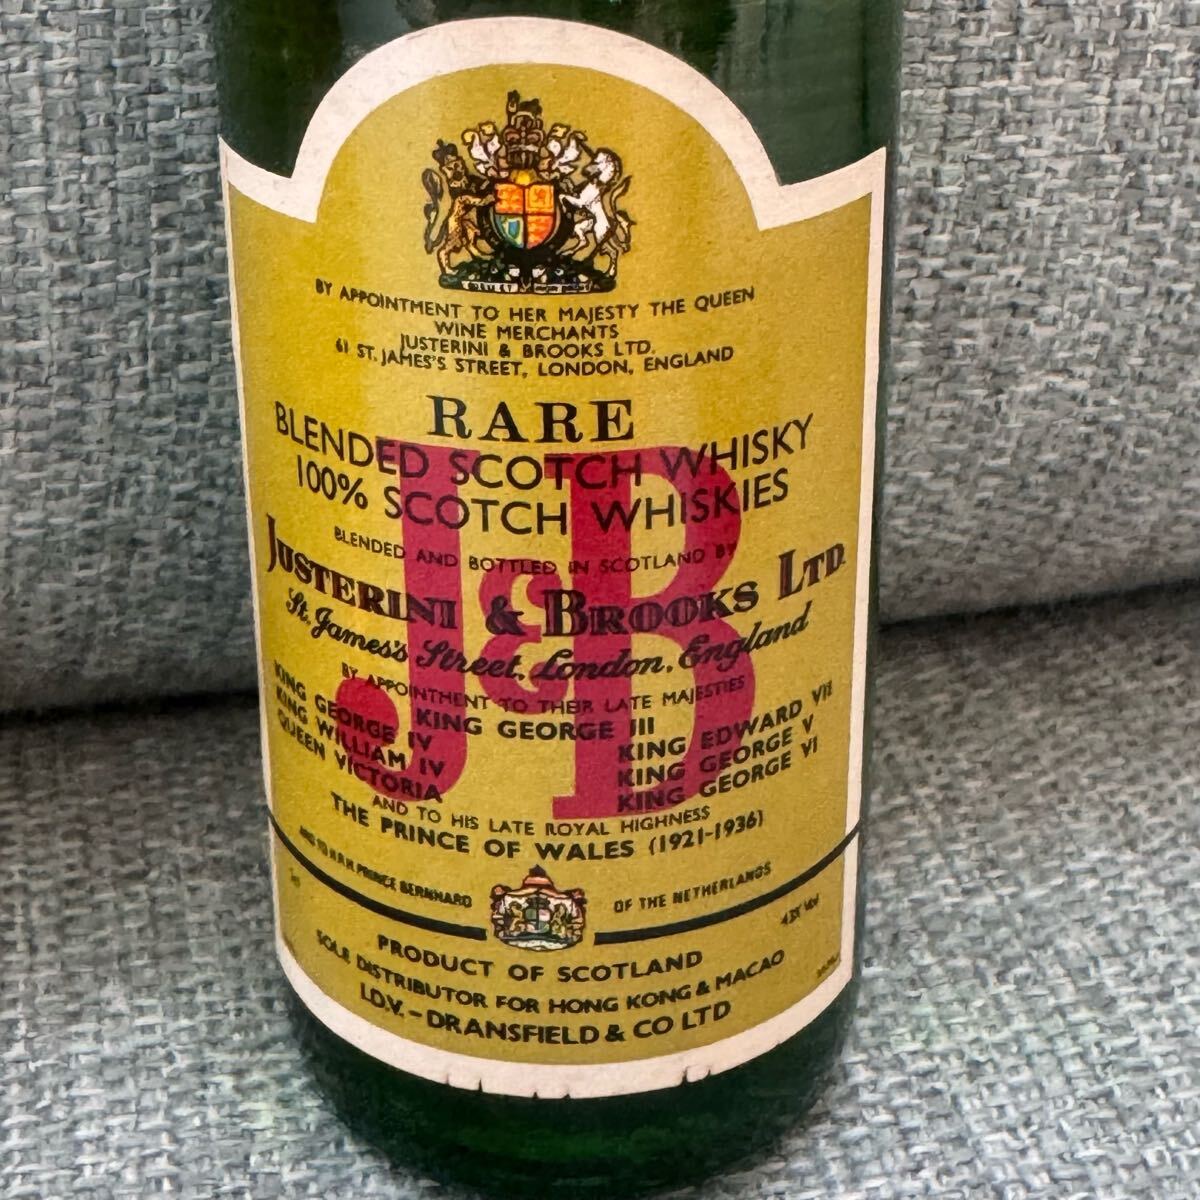 BY APPOINTMENT TO HER MAJESTY THE QUEEN
WINE MERCHANTS
JUSTERINI & BROOKS LTD.
61 ST. JAMES'S STREET, LONDON, ENGLAND
RARE
BLENDED SCOTCH WHISKY
100% SCOTCH WHISKIES
J&B
BLENDED AND BOTTLED IN SCOTLAND BY
JUSTERINI & BROOKS LTD
St. James's Street, London, England
BY APPOINTMENT TO THEIR LATE MAJESTIES
KING GEORGE III
KING GEORGE IV
KING WILLIAM IV
QUEEN VICTORIA
KING EDWARD VII
KING GEORGE V
KING GEORGE VI
AND TO HIS LATE ROYAL HIGHNESS
THE PRINCE OF WALES (1921-1936)
AND TO H.R.H. PRINCE BERNHARD OF THE NETHERLANDS
43% Vol
PRODUCT OF SCOTLAND
SOLE DISTRIBUTOR FOR HONG KONG & MACAO
I.D.V. - DRANSFIELD & CO LTD